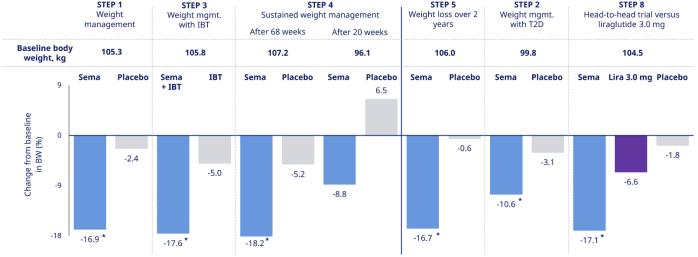 STEP 1
Weight
management
STEP 3
Weight mgmt.
with IBT
STEP 4
Sustained weight management
After 68 weeks
After 20 weeks
STEP 5
Weight loss over 2
years
STEP 2
Weight mgmt.
with T2D
STEP 8
Head-to-head trial versus
liraglutide 3.0 mg
Baseline body
weight, kg
105.3
105.8
107.2
96.1
106.0
99.8
104.5
Sema
Placebo
Sema
+ IBT
IBT
Sema
Placebo
Sema
Placebo
Sema
Placebo
Sema
Placebo
Sema
Lira 3.0 mg
Placebo
Change from baseline
in BW (%)
9
0
-9
-18
-16.9 *
-2.4
-17.6 *
-5.0
-18.2*
-5.2
-8.8
6.5
-16.7 *
-0.6
-10.6 *
-3.1
-17.1 *
-6.6
-1.8